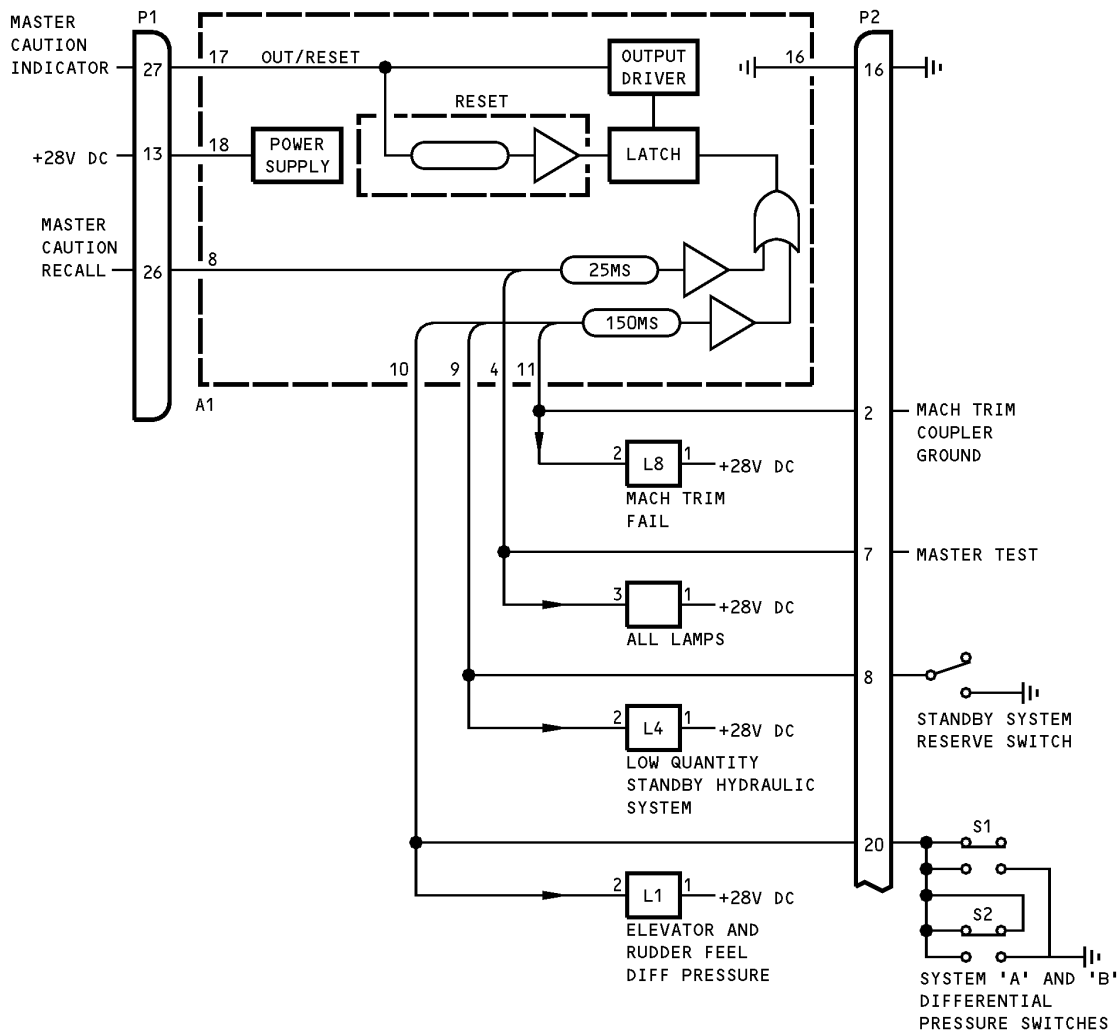 MASTER
CAUTION
INDICATOR
P1
27
17
OUT/RESET
OUTPUT
DRIVER
16
P2
16
RESET
+28V DC
13
18
POWER
SUPPLY
LATCH
MASTER
CAUTION
RECALL
26
8
25MS
150MS
10
9
4
11
A1
2
MACH TRIM
COUPLER
GROUND
2
L8
1
+28V DC
MACH TRIM
FAIL
7
MASTER TEST
3
1
+28V DC
ALL LAMPS
8
STANDBY SYSTEM
RESERVE SWITCH
2
L4
1
+28V DC
LOW QUANTITY
STANDBY HYDRAULIC
SYSTEM
20
S1
2
L1
1
+28V DC
S2
ELEVATOR AND
RUDDER FEEL
DIFF PRESSURE
SYSTEM 'A' AND 'B'
DIFFERENTIAL
PRESSURE SWITCHES